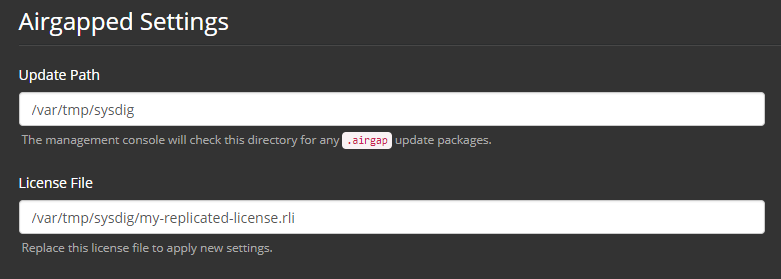 Airgapped Settings
Update Path
/var/tmp/sysdig
The management console will check this directory for any .airgap update packages.
License File
/var/tmp/sysdig/my-replicated-license.rli
Replace this license file to apply new settings.